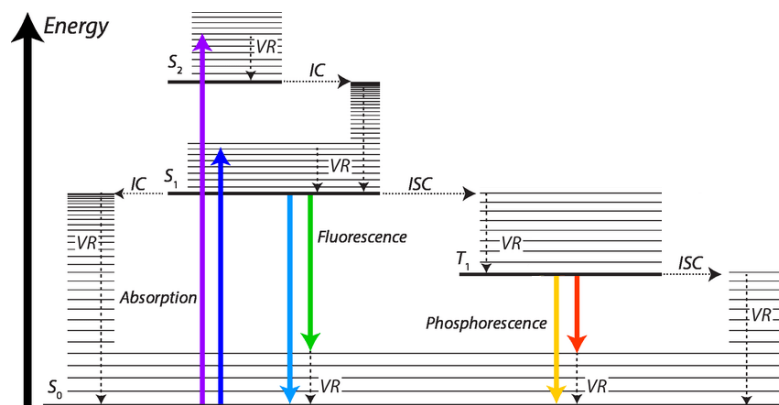 Energy
VR
S2
IC
VR
S1
IC
ISC
VR
Fluorescence
VR
T1
ISC
Absorption
Phosphorescence
VR
S0
VR
VR